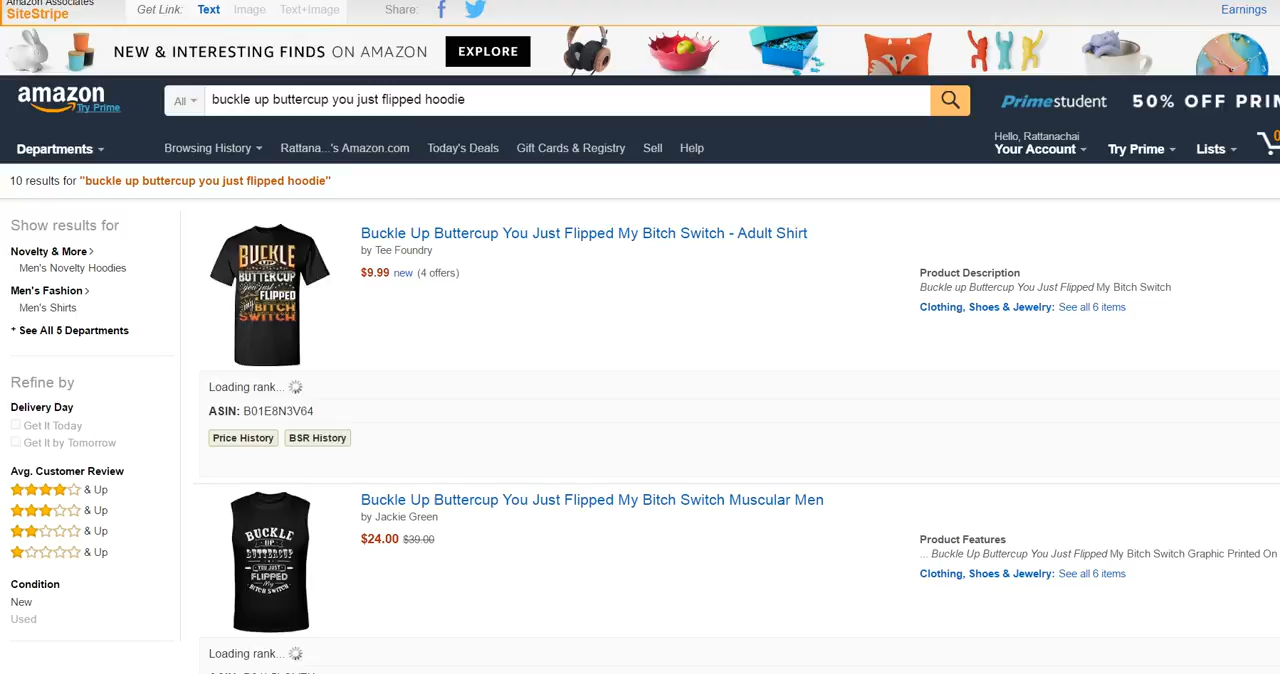 Amazon Associates
SiteStripe
Get Link: Text Image Text+Image Share: Earnings
NEW & INTERESTING FINDS ON AMAZON EXPLORE
amazon
Try Prime
All buckle up buttercup you just flipped hoodie
Prime student 50% OFF
Departments
Browsing History Rattana...'s Amazon.com Today's Deals Gift Cards & Registry Sell Help
Hello, Rattanachai
Your Account Try Prime Lists 0
10 results for "buckle up buttercup you just flipped hoodie"
Show results for
Novelty & More
Men's Novelty Hoodies
Men's Fashion
Men's Shirts
+ See All 5 Departments
Refine by
Delivery Day
Get It Today
Get It by Tomorrow
Avg. Customer Review
& Up
& Up
& Up
& Up
Condition
New
Used
BUCKLE
UP
BUTTERCUP
you just
FLIPPED
my BITCH
SWITCH
Buckle Up Buttercup You Just Flipped My Bitch Switch - Adult Shirt
by Tee Foundry
$9.99 new (4 offers)
Product Description
Buckle up Buttercup You Just Flipped My Bitch Switch
Clothing, Shoes & Jewelry: See all 6 items
Loading rank...
ASIN: B01E8N3V64
Price History BSR History
BUCKLE
UP
BUTTERCUP
YOU JUST
FLIPPED
My
BITCH SWITCH
Buckle Up Buttercup You Just Flipped My Bitch Switch Muscular Men
by Jackie Green
$24.00 $39.00
Product Features
... Buckle Up Buttercup You Just Flipped My Bitch Switch Graphic Printed On
Clothing, Shoes & Jewelry: See all 6 items
Loading rank...